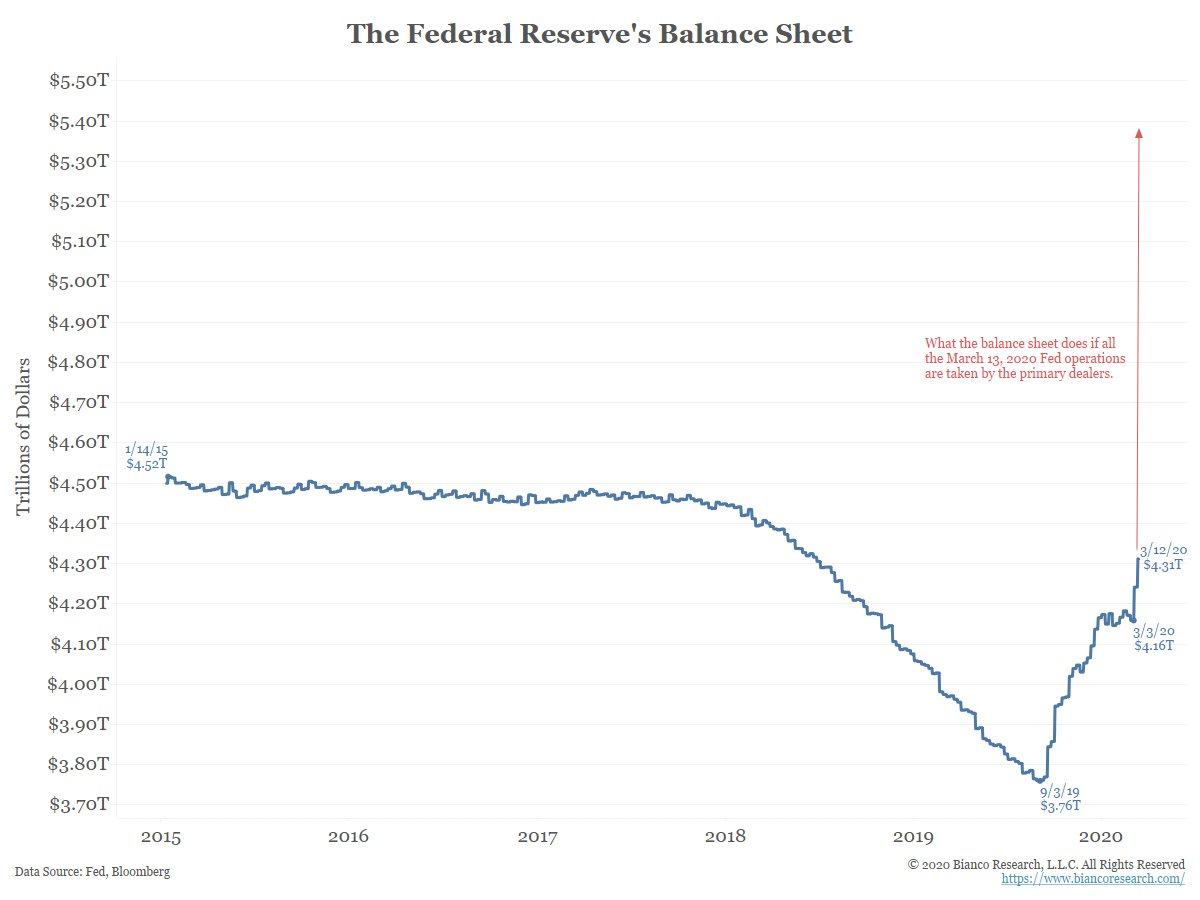 The Federal Reserve's Balance Sheet
$5.50T
$5.40T
$5.30T
$5.20T
$5.10T
$5.00T
$4.90T
$4.80T
$4.70T
$4.60T
$4.50T
$4.40T
$4.30T
$4.20T
$4.10T
$4.00T
$3.90T
$3.80T
$3.70T
Trillions of Dollars
1/14/15
$4.52T
What the balance sheet does if all
the March 13, 2020 Fed operations
are taken by the primary dealers.
3/12/20
$4.31T
3/3/20
$4.16T
9/3/19
$3.76T
2015
2016
2017
2018
2019
2020
Data Source: Fed, Bloomberg
© 2020 Bianco Research, L.L.C. All Rights Reserved
https://www.biancoresearch.com/